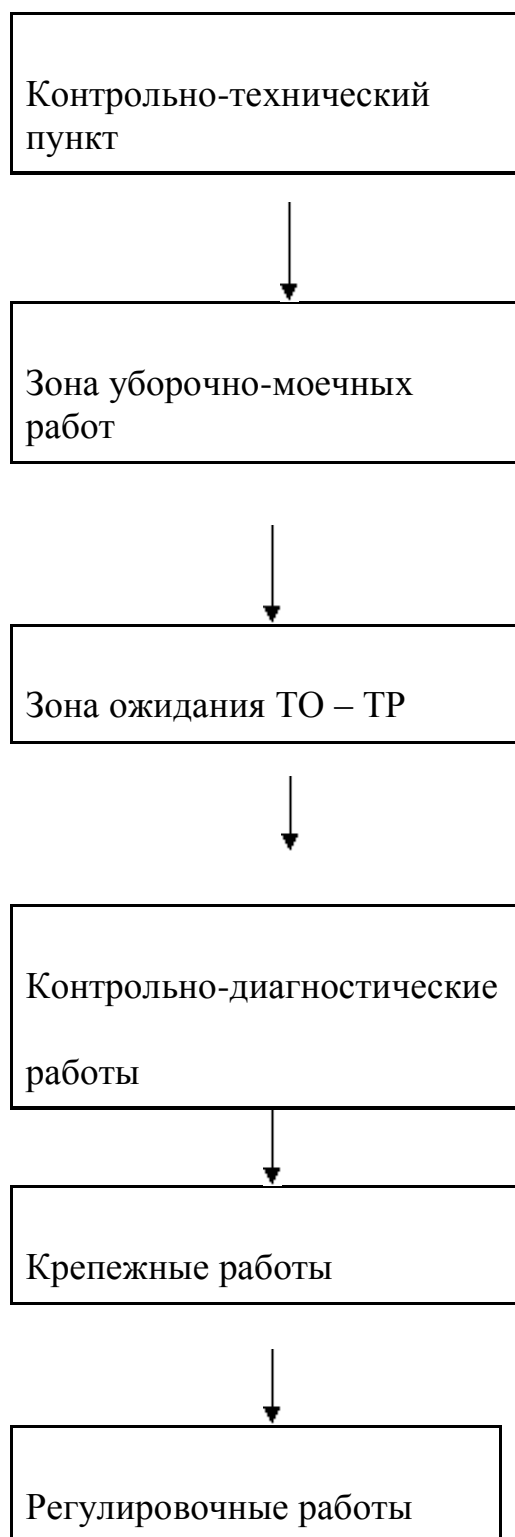 Контрольно-технический
пункт
Зона уборочно-моечных
работ
Зона ожидания ТО – ТР
Контрольно-диагностические
работы
Крепежные работы
Регулировочные работы